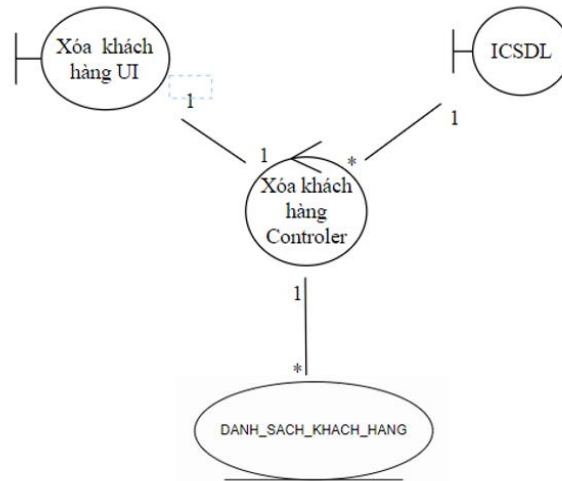 Xóa khách
hàng UI
ICSDL
1
1
1
*
Xóa khách
hàng
Controler
1
*
DANH_SACH_KHACH_HANG